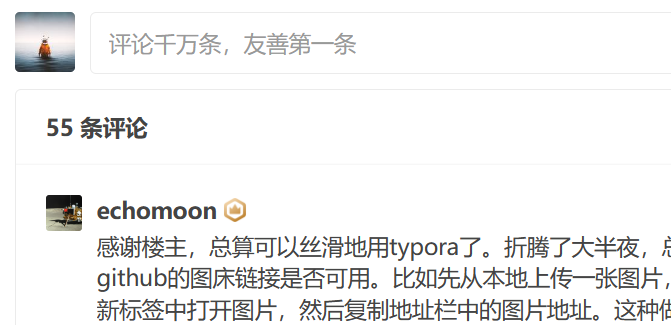 评论千万条，友善第一条
55 条评论
echomoon
感谢楼主，总算可以丝滑地用typora了。折腾了大半夜，
github的图床链接是否可用。比如先从本地上传一张图片，
新标签中打开图片，然后复制地址栏中的图片地址。这种